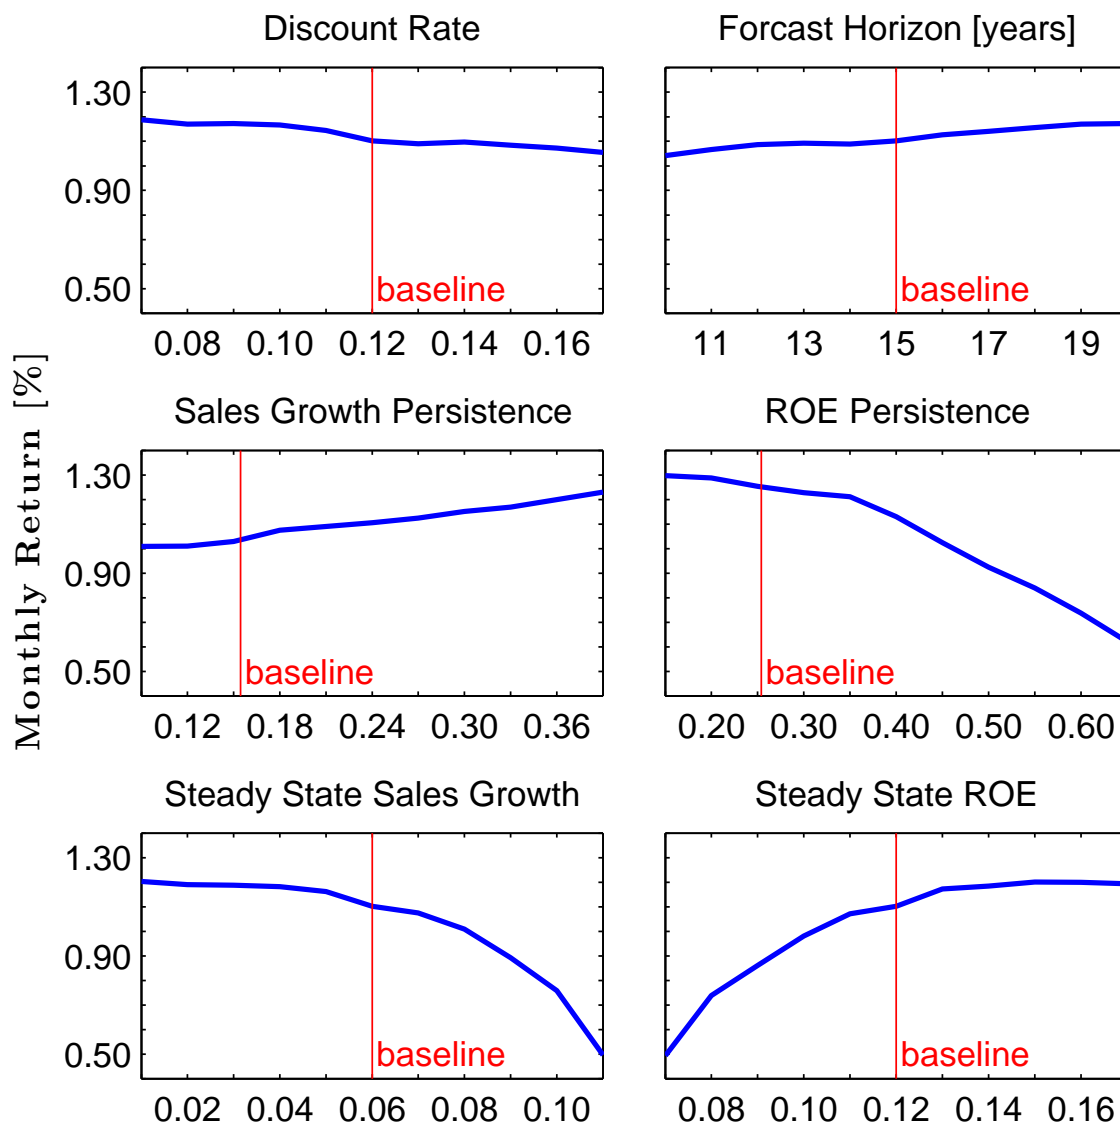 Discount Rate
Forcast Horizon [years]
1.30
0.90
0.50
baseline
baseline
0.08 0.10 0.12 0.14 0.16
11 13 15 17 19
Monthly Return [%]
Sales Growth Persistence
ROE Persistence
1.30
0.90
0.50
baseline
baseline
0.12 0.18 0.24 0.30 0.36
0.20 0.30 0.40 0.50 0.60
Steady State Sales Growth
Steady State ROE
1.30
0.90
0.50
baseline
baseline
0.02 0.04 0.06 0.08 0.10
0.08 0.10 0.12 0.14 0.16